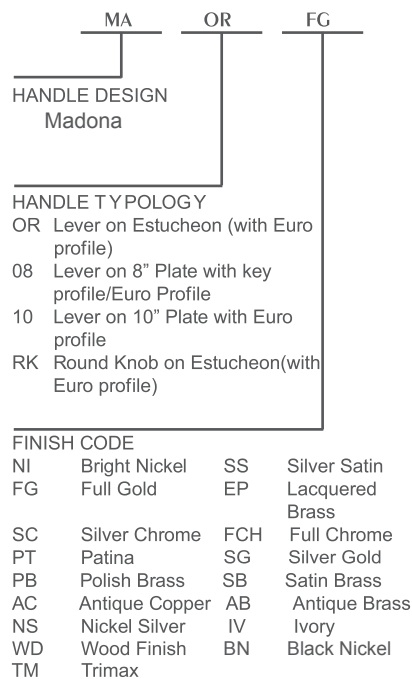 MA OR FG
HANDLE DESIGN
Madona
HANDLE TYPOLOGY
OR Lever on Estucheon (with Euro
profile)
08 Lever on 8” Plate with key
profile/Euro Profile
10 Lever on 10” Plate with Euro
profile
RK Round Knob on Estucheon(with
Euro profile)
FINISH CODE
NI Bright Nickel SS Silver Satin
FG Full Gold EP Lacquered
Brass
SC Silver Chrome FCH Full Chrome
PT Patina SG Silver Gold
PB Polish Brass SB Satin Brass
AC Antique Copper AB Antique Brass
NS Nickel Silver IV Ivory
WD Wood Finish BN Black Nickel
TM Trimax